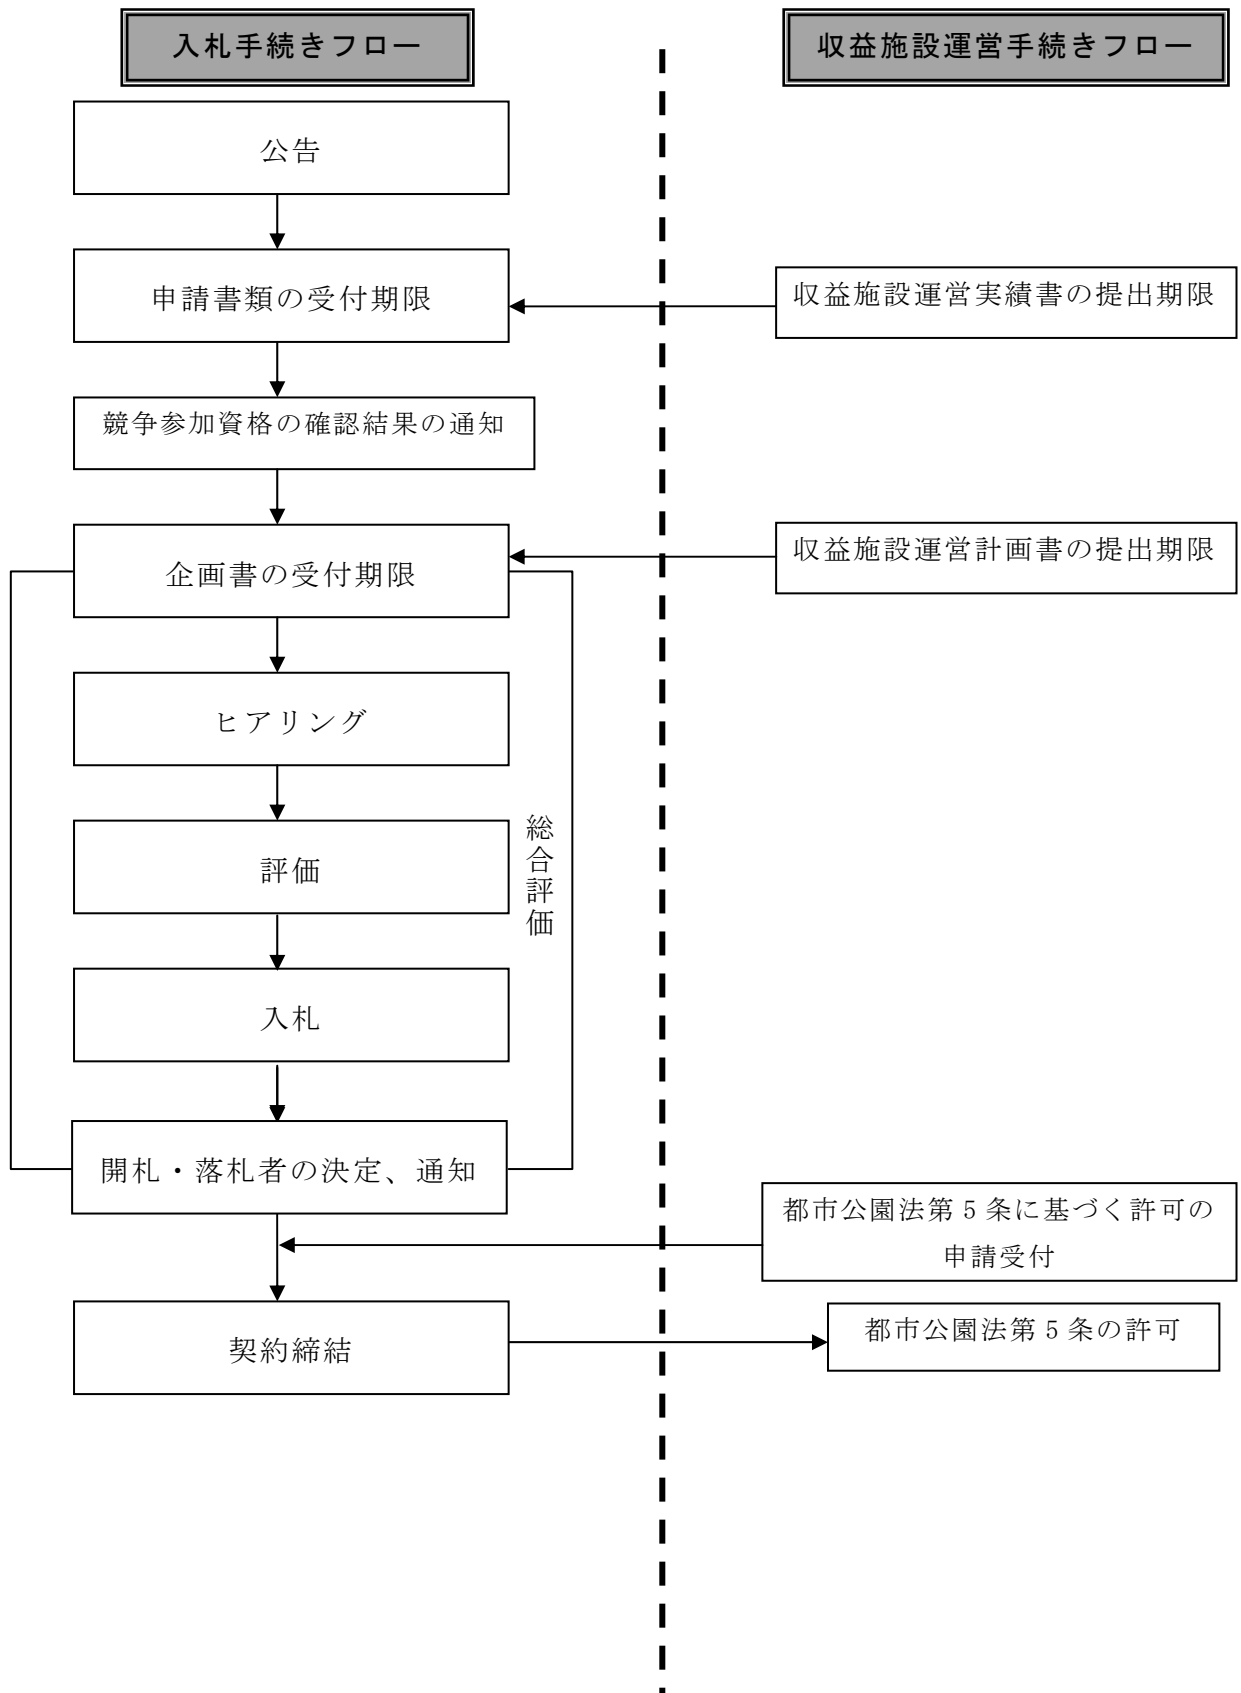 入札手続きフロー
収益施設運営手続きフロー
公告
申請書類の受付期限
収益施設運営実績書の提出期限
競争参加資格の確認結果の通知
企画書の受付期限
収益施設運営計画書の提出期限
ヒアリング
評価
総合評価
入札
開札・落札者の決定、通知
都市公園法第5条に基づく許可の
申請受付
契約締結
都市公園法第5条の許可